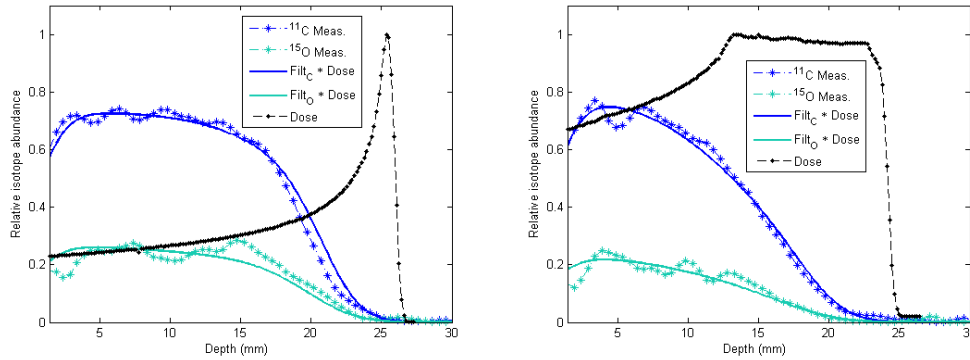 Relative isotope abundance
1
0.8
0.6
0.4
0.2
0
5
10
15
20
25
30
Depth (mm)
¹¹C Meas.
¹⁵O Meas.
Filt_C * Dose
Filt_O * Dose
Dose
Relative isotope abundance
1
0.8
0.6
0.4
0.2
0
5
10
15
20
25
30
Depth (mm)
¹¹C Meas.
¹⁵O Meas.
Filt_C * Dose
Filt_O * Dose
Dose